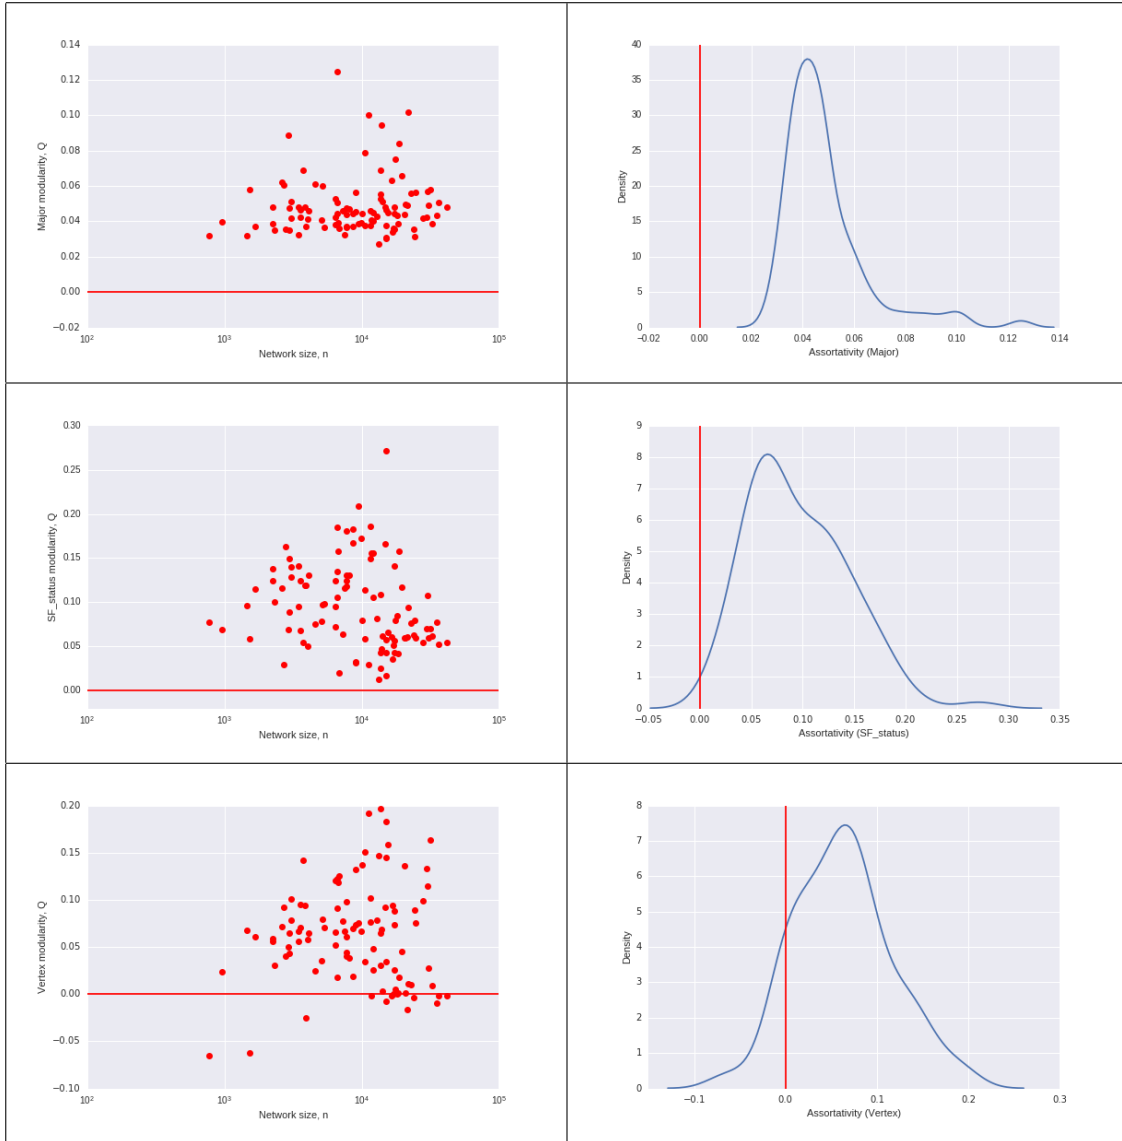 0.14
0.12
0.10
0.08
0.06
0.04
0.02
0.00
−0.02
Major modularity, Q
10² 10³ 10⁴ 10⁵
Network size, n
40
35
30
25
20
15
10
5
0
Density
−0.02 0.00 0.02 0.04 0.06 0.08 0.10 0.12 0.14
Assortativity (Major)
0.30
0.25
0.20
0.15
0.10
0.05
0.00
SF_status modularity, Q
10² 10³ 10⁴ 10⁵
Network size, n
9
8
7
6
5
4
3
2
1
0
Density
−0.05 0.00 0.05 0.10 0.15 0.20 0.25 0.30 0.35
Assortativity (SF_status)
0.20
0.15
0.10
0.05
0.00
−0.05
−0.10
Vertex modularity, Q
10² 10³ 10⁴ 10⁵
Network size, n
8
7
6
5
4
3
2
1
0
Density
−0.1 0.0 0.1 0.2 0.3
Assortativity (Vertex)